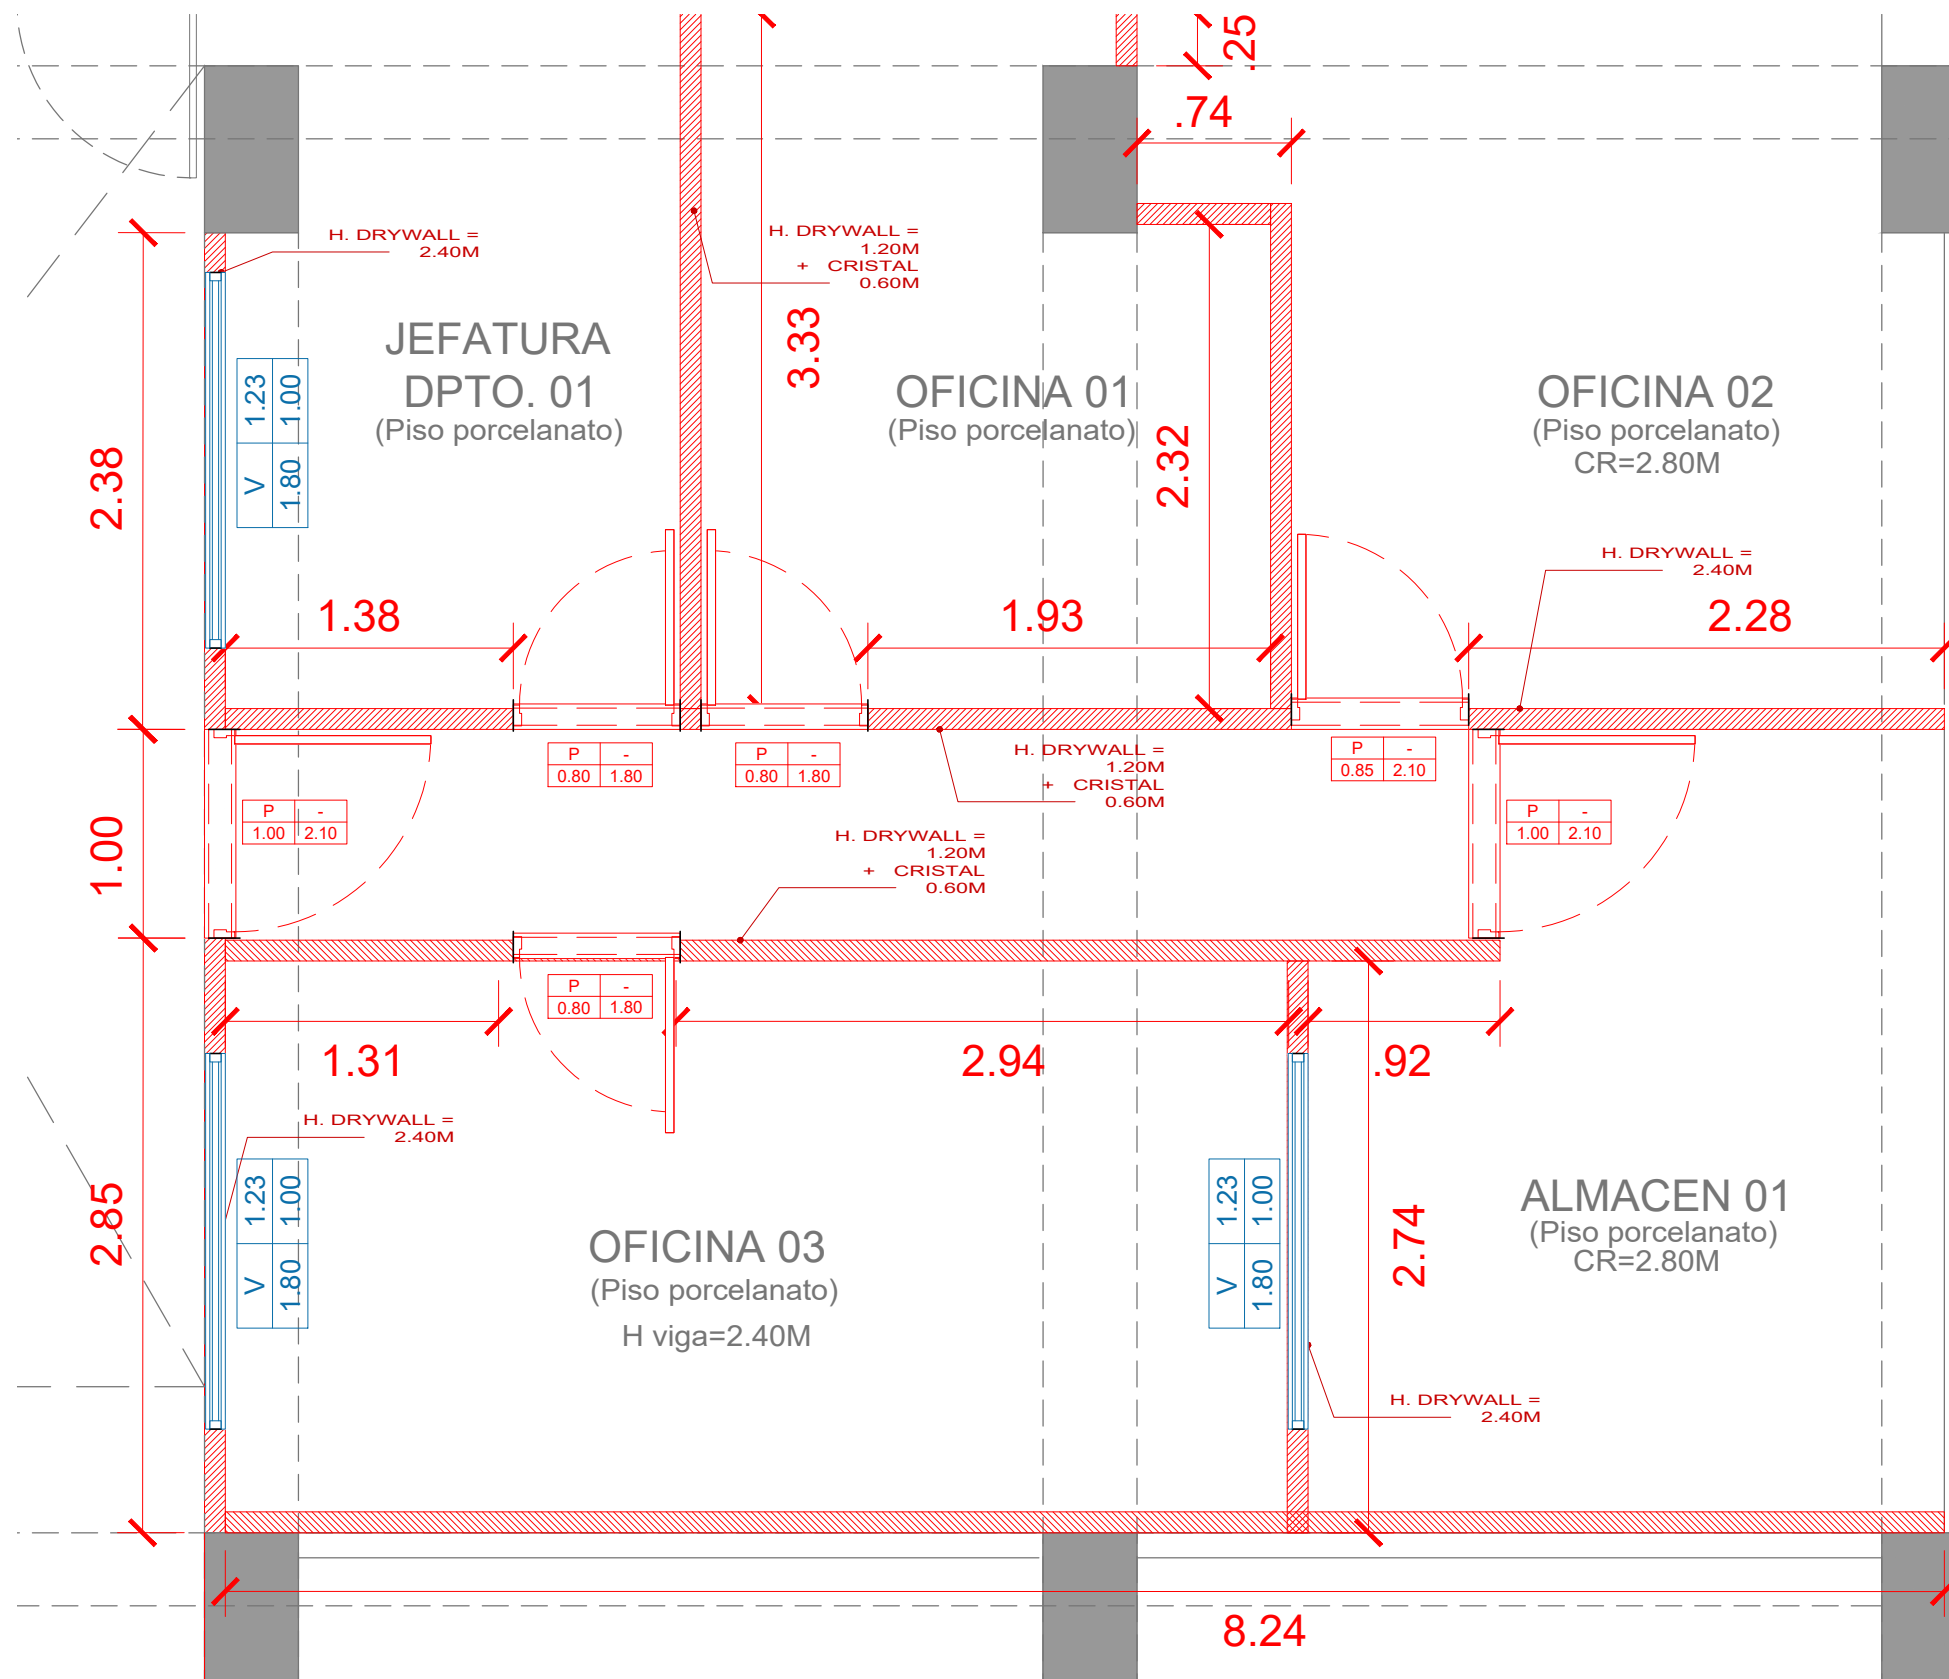 .25
.74
H. DRYWALL =
2.40M
H. DRYWALL =
1.20M
+ CRISTAL
0.60M
JEFATURA
DPTO. 01
(Piso porcelanato)
3.33
OFICINA 01
(Piso porcelanato)
OFICINA 02
(Piso porcelanato)
CR=2.80M
1.23 1.00
V 1.80
2.38
2.32
H. DRYWALL =
2.40M
1.38
1.93
2.28
P -
0.80 1.80
P -
0.80 1.80
H. DRYWALL =
1.20M
+ CRISTAL
0.60M
P -
0.85 2.10
P -
1.00 2.10
P -
1.00 2.10
1.00
H. DRYWALL =
1.20M
+ CRISTAL
0.60M
P -
0.80 1.80
1.31
2.94
.92
H. DRYWALL =
2.40M
1.23 1.00
V 1.80
2.85
1.23 1.00
V 1.80
2.74
ALMACEN 01
(Piso porcelanato)
CR=2.80M
OFICINA 03
(Piso porcelanato)
H viga=2.40M
H. DRYWALL =
2.40M
8.24